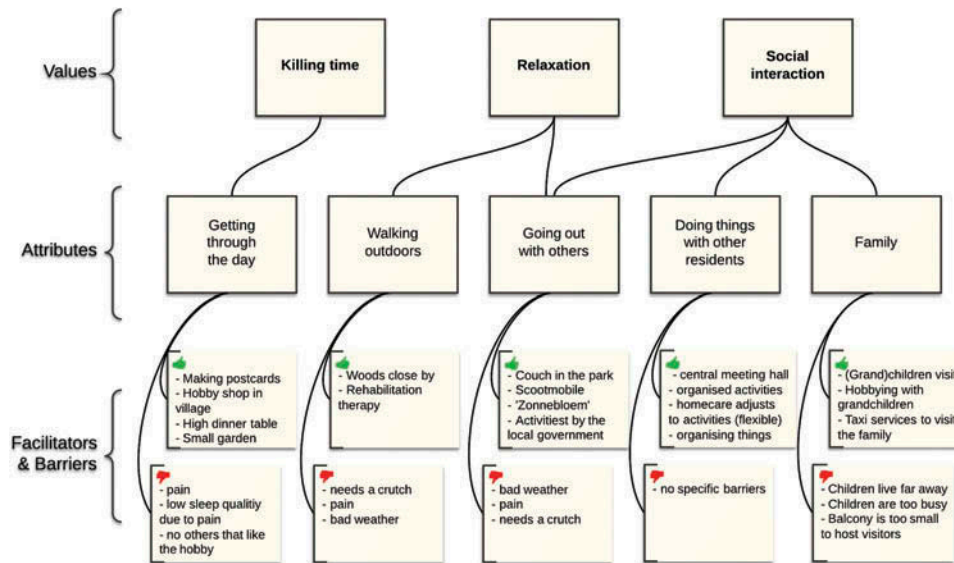 Values
Killing time
Relaxation
Social
interaction
Attributes
Getting
through
the day
Walking
outdoors
Going out
with others
Doing things
with other
residents
Family
Facilitators
& Barriers
- Making postcards
- Hobby shop in
village
- High dinner table
- Small garden
- Woods close by
- Rehabilitation
therapy
- Couch in the park
- Scootmobile
- 'Zonnebloem'
- Activitiest by the
local government
- central meeting hall
- organised activities
- homecare adjusts
to activities (flexible)
- organising things
- (Grand)children visit
- Hobbying with
grandchildren
- Taxi services to visit
the family
- pain
- low sleep qualitiy
due to pain
- no others that like
the hobby
- needs a crutch
- pain
- bad weather
- bad weather
- pain
- needs a crutch
- no specific barriers
- Children live far away
- Children are too busy
- Balcony is too small
to host visitors